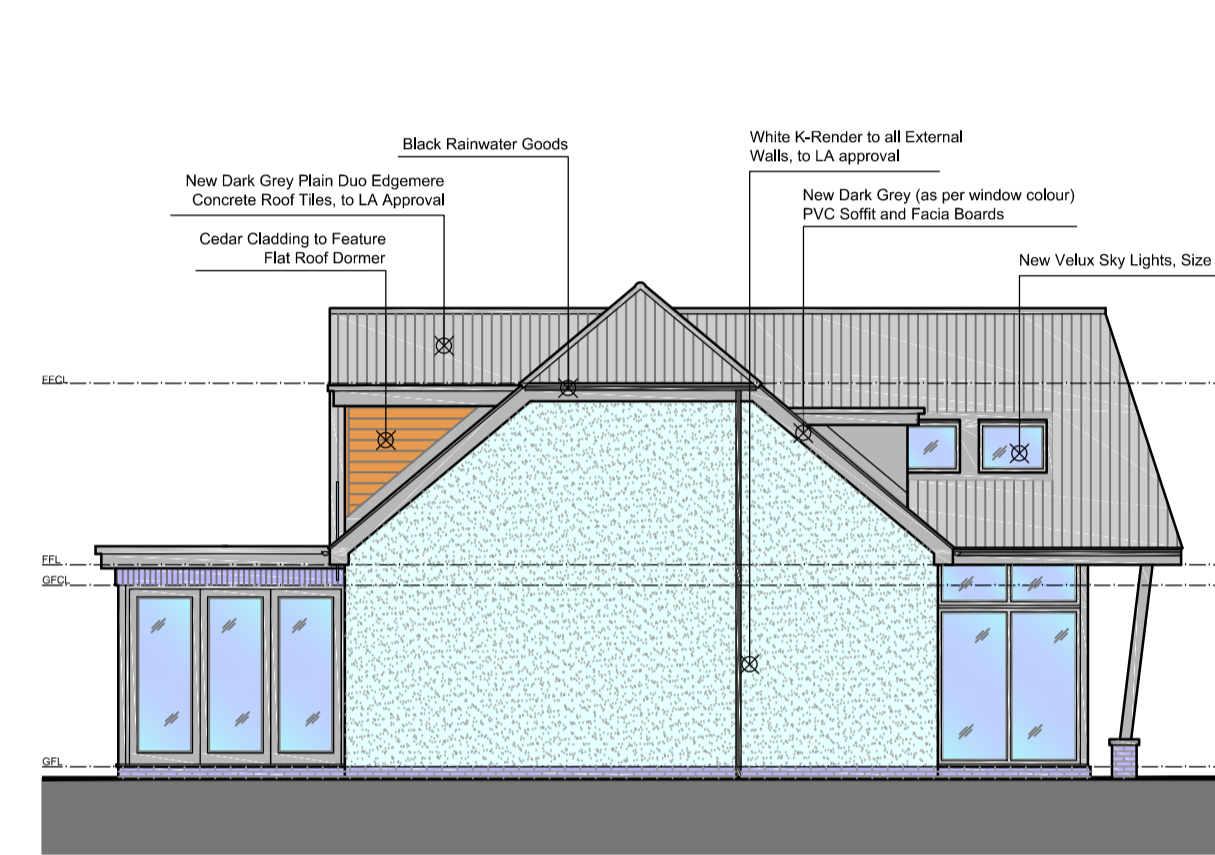 Black Rainwater Goods
White K-Render to all External
Walls, to LA approval
New Dark Grey Plain Duo Edgemere
Concrete Roof Tiles, to LA Approval
New Dark Grey (as per window colour)
PVC Soffit and Facia Boards
Cedar Cladding to Feature
Flat Roof Dormer
New Velux Sky Lights, Size
FFCL
FFL
GFCL
GFL